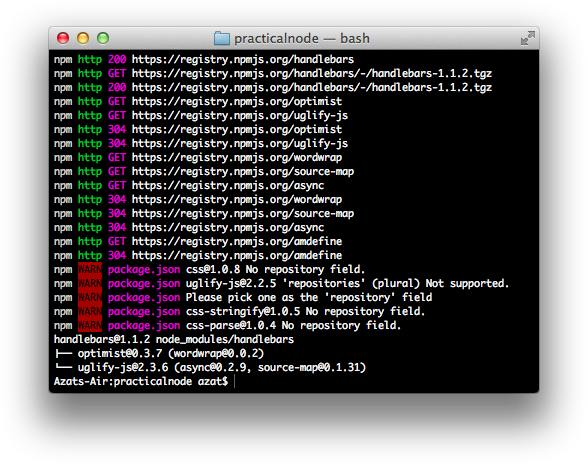 practicalnode — bash
npm http 200 https://registry.npmjs.org/handlebars
npm http GET https://registry.npmjs.org/handlebars/-/handlebars-1.1.2.tgz
npm http 200 https://registry.npmjs.org/handlebars/-/handlebars-1.1.2.tgz
npm http GET https://registry.npmjs.org/optimist
npm http GET https://registry.npmjs.org/uglify-js
npm http 304 https://registry.npmjs.org/optimist
npm http 304 https://registry.npmjs.org/uglify-js
npm http GET https://registry.npmjs.org/wordwrap
npm http GET https://registry.npmjs.org/source-map
npm http GET https://registry.npmjs.org/async
npm http 304 https://registry.npmjs.org/wordwrap
npm http 304 https://registry.npmjs.org/source-map
npm http 304 https://registry.npmjs.org/async
npm http GET https://registry.npmjs.org/amdefine
npm http 304 https://registry.npmjs.org/amdefine
npm WARN package.json css@1.0.8 No repository field.
npm WARN package.json uglify-js@2.2.5 'repositories' (plural) Not supported.
npm WARN package.json Please pick one as the 'repository' field
npm WARN package.json css-stringify@1.0.5 No repository field.
npm WARN package.json css-parse@1.0.4 No repository field.
handlebars@1.1.2 node_modules/handlebars
├── optimist@0.3.7 (wordwrap@0.0.2)
└── uglify-js@2.3.6 (async@0.2.9, source-map@0.1.31)
Azats-Air:practicalnode azat$